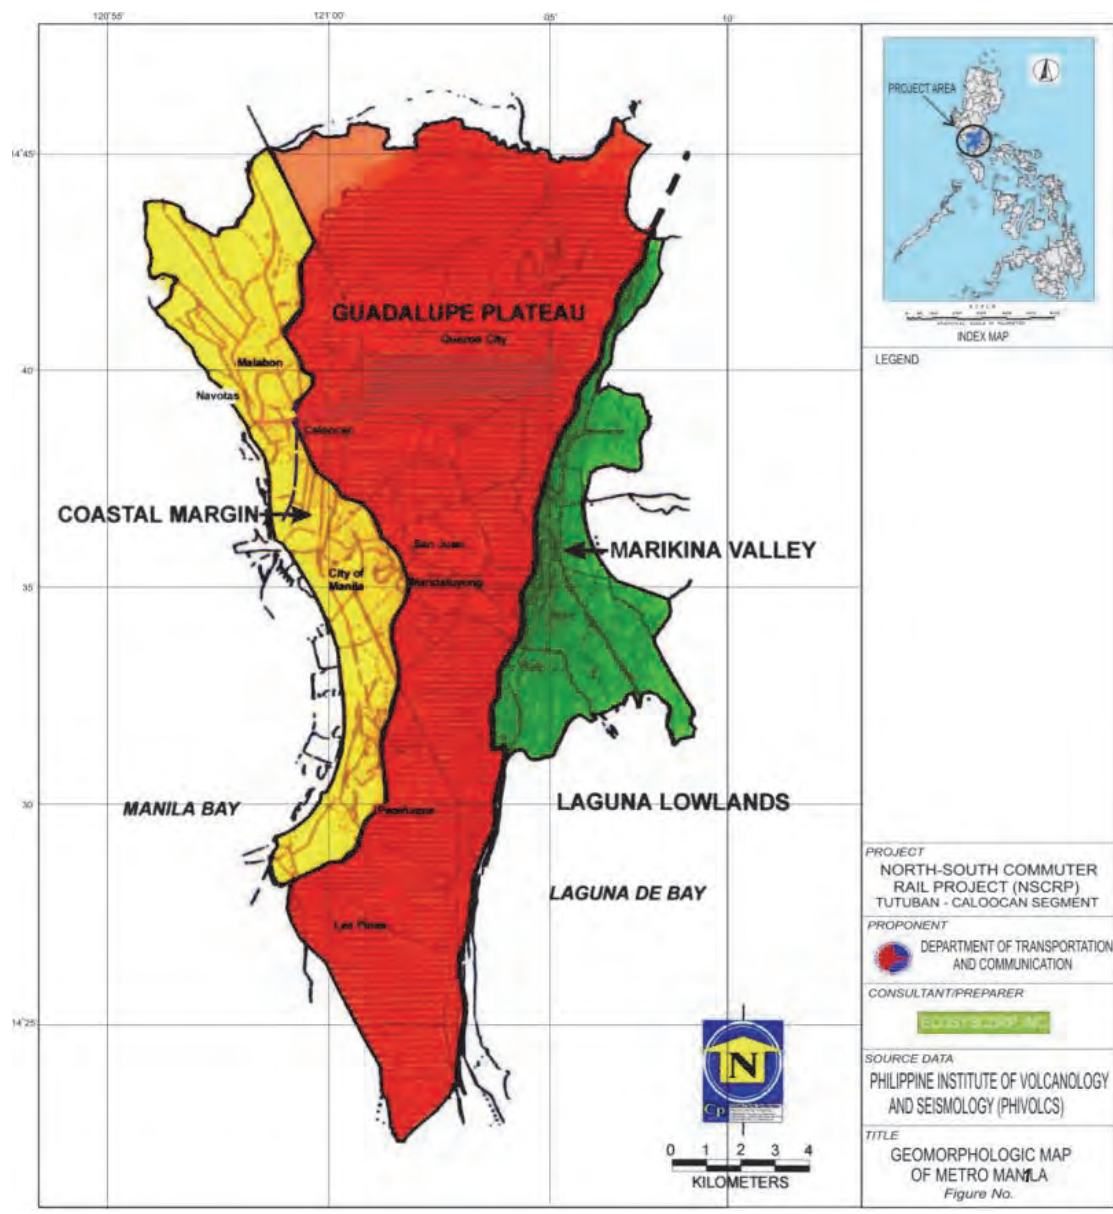 120°55'
121°00'
05'
10'
14°45'
40'
35'
30'
14°25'
GUADALUPE PLATEAU
Quezon City
Malabon
Navotas
Caloocan
COASTAL MARGIN
San Juan
MARIKINA VALLEY
City of
Manila
Mandaluyong
MANILA BAY
Paranaque
LAGUNA LOWLANDS
LAGUNA DE BAY
Las Pinas
N
Cp
0 1 2 3 4
KILOMETERS
PROJECT AREA
SCALE
INDEX MAP
LEGEND
PROJECT
NORTH-SOUTH COMMUTER
RAIL PROJECT (NSCRP)
TUTUBAN - CALOOCAN SEGMENT
PROPONENT
DEPARTMENT OF TRANSPORTATION
AND COMMUNICATION
CONSULTANT/PREPARER
SOURCE DATA
PHILIPPINE INSTITUTE OF VOLCANOLOGY
AND SEISMOLOGY (PHIVOLCS)
TITLE
GEOMORPHOLOGIC MAP
OF METRO MAN1LA
Figure No.